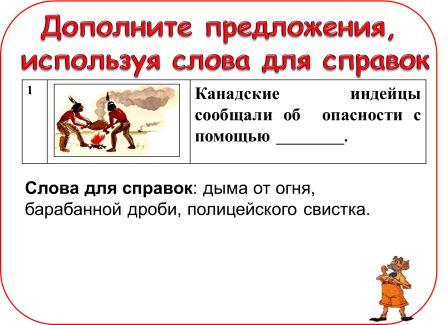 Дополните предложения,
используя слова для справок
1
Канадские индейцы
сообщали об опасности с
помощью ________.
Слова для справок: дыма от огня,
барабанной дроби, полицейского свистка.